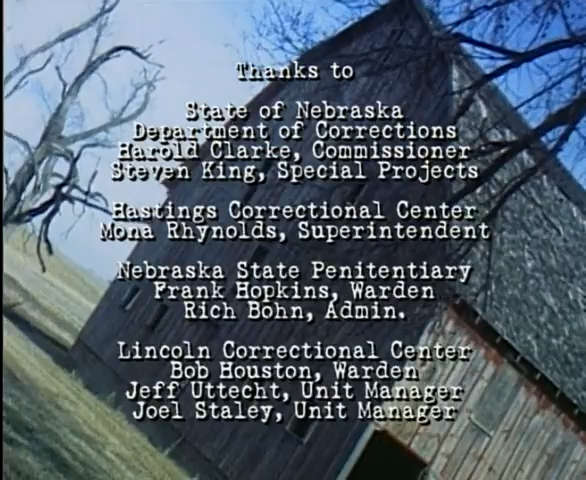 Thanks to
State of Nebraska
Department of Corrections
Harold Clarke, Commissioner
Steven King, Special Projects
Hastings Correctional Center
Mona Rhynolds, Superintendent
Nebraska State Penitentiary
Frank Hopkins, Warden
Rich Bohn, Admin.
Lincoln Correctional Center
Bob Houston, Warden
Jeff Uttecht, Unit Manager
Joel Staley, Unit Manager